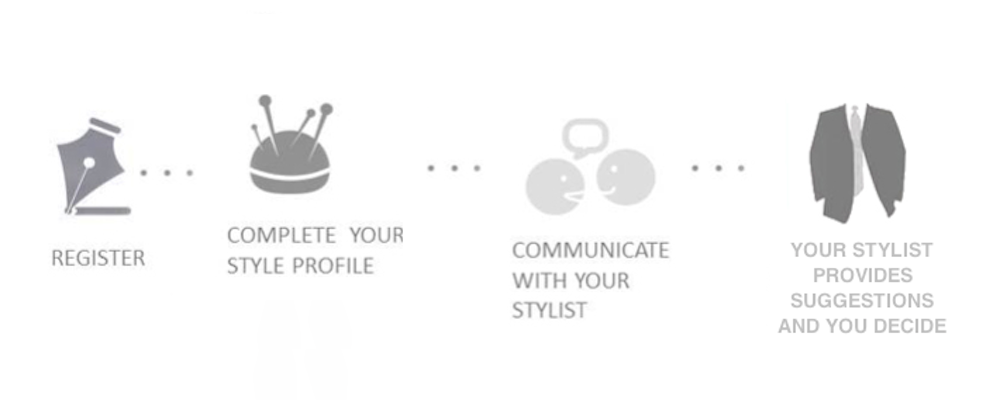 REGISTER
COMPLETE YOUR
STYLE PROFILE
COMMUNICATE
WITH YOUR
STYLIST
YOUR STYLIST
PROVIDES
SUGGESTIONS
AND YOU DECIDE